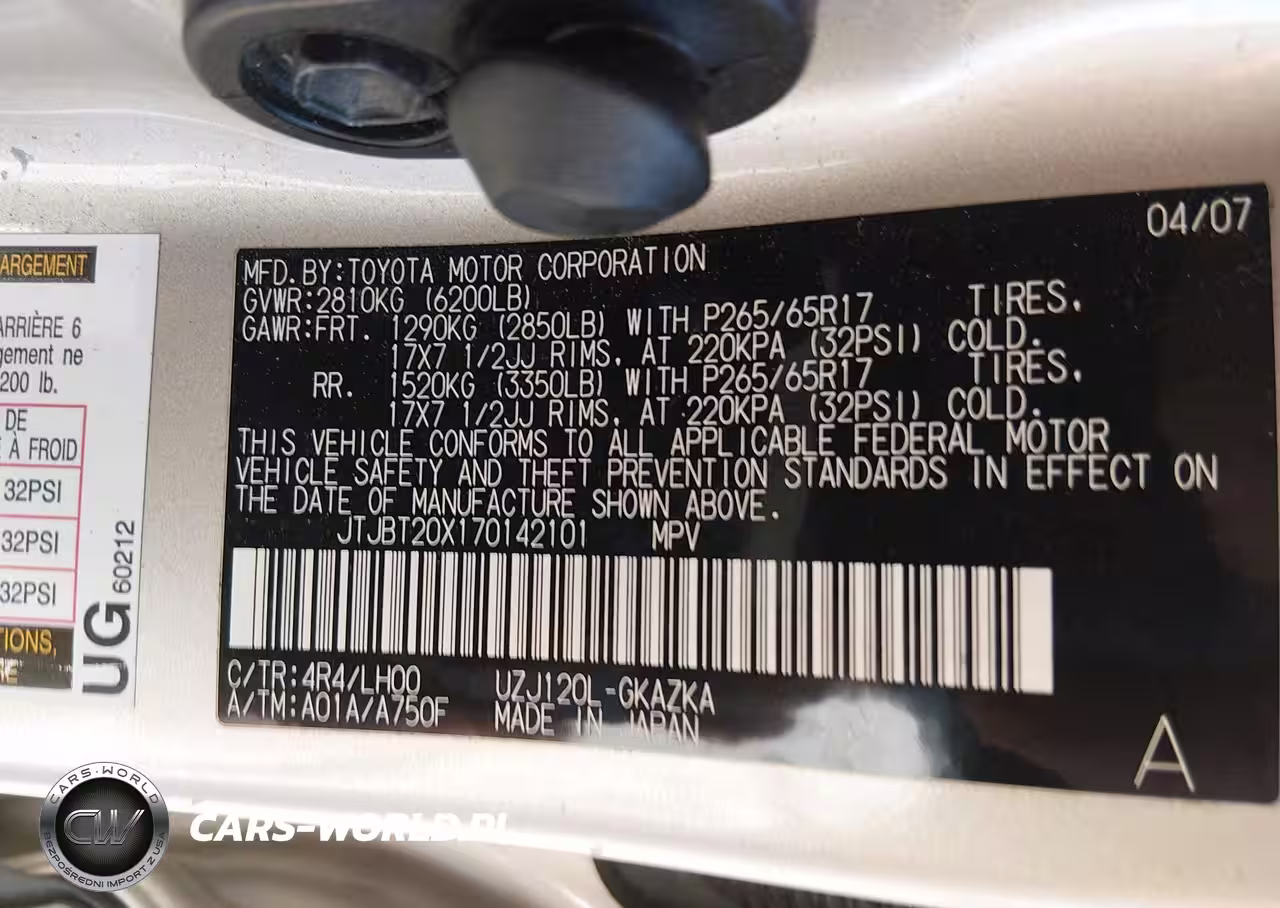 04/07
MFD. BY:TOYOTA MOTOR CORPORATION
GVWR:2810KG (6200LB)
GAWR:FRT. 1290KG (2850LB) WITH P265/65R17 TIRES,
17X7 1/2JJ RIMS, AT 220KPA (32PSI) COLD.
RR. 1520KG (3350LB) WITH P265/65R17 TIRES,
17X7 1/2JJ RIMS, AT 220KPA (32PSI) COLD.
THIS VEHICLE CONFORMS TO ALL APPLICABLE FEDERAL MOTOR
VEHICLE SAFETY AND THEFT PREVENTION STANDARDS IN EFFECT ON
THE DATE OF MANUFACTURE SHOWN ABOVE.
JTJBT20X170142101 MPV
C/TR:4R4/LH00 UZJ120L-GKAZKA
A/TM:A01A/A750F MADE IN JAPAN
A
ARGEMENT
ARRIÈRE 6
gement ne
200 lb.
DE
À FROID
32PSI
32PSI
32PSI
IONS,
UG 60212
CARS-WORLD
CW
BEZPOŚREDNI IMPORT Z USA
CARS-WORLD.PL